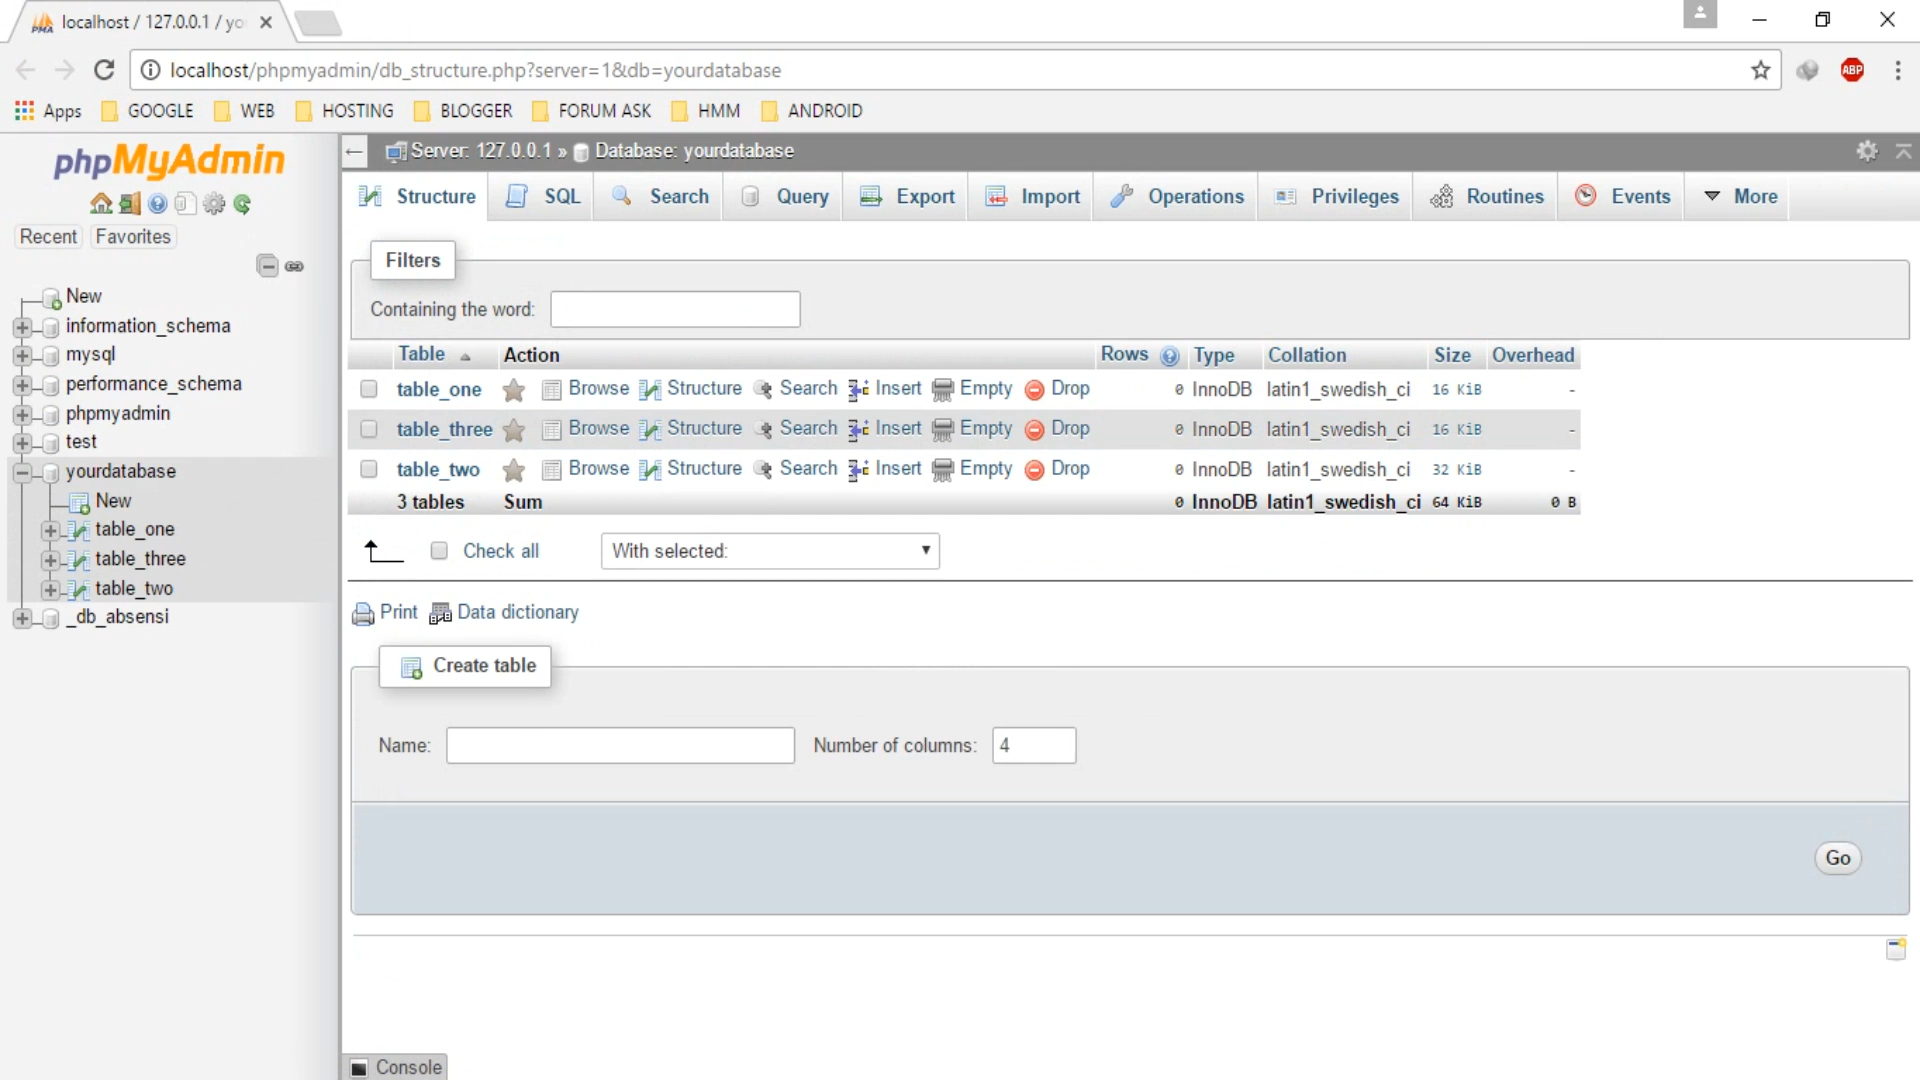 localhost / 127.0.0.1 / yo
localhost/phpmyadmin/db_structure.php?server=1&db=yourdatabase
ABP
Apps GOOGLE WEB HOSTING BLOGGER FORUM ASK HMM ANDROID
phpMyAdmin
Recent Favorites
New
information_schema
mysql
performance_schema
phpmyadmin
test
yourdatabase
New
table_one
table_three
table_two
_db_absensi
Server: 127.0.0.1 » Database: yourdatabase
Structure SQL Search Query Export Import Operations Privileges Routines Events More
Filters
Containing the word:
Table Action Rows Type Collation Size Overhead
table_one Browse Structure Search Insert Empty Drop 0 InnoDB latin1_swedish_ci 16 KiB -
table_three Browse Structure Search Insert Empty Drop 0 InnoDB latin1_swedish_ci 16 KiB -
table_two Browse Structure Search Insert Empty Drop 0 InnoDB latin1_swedish_ci 32 KiB -
3 tables Sum 0 InnoDB latin1_swedish_ci 64 KiB 0 B
Check all With selected:
Print Data dictionary
Create table
Name: Number of columns: 4
Go
Console